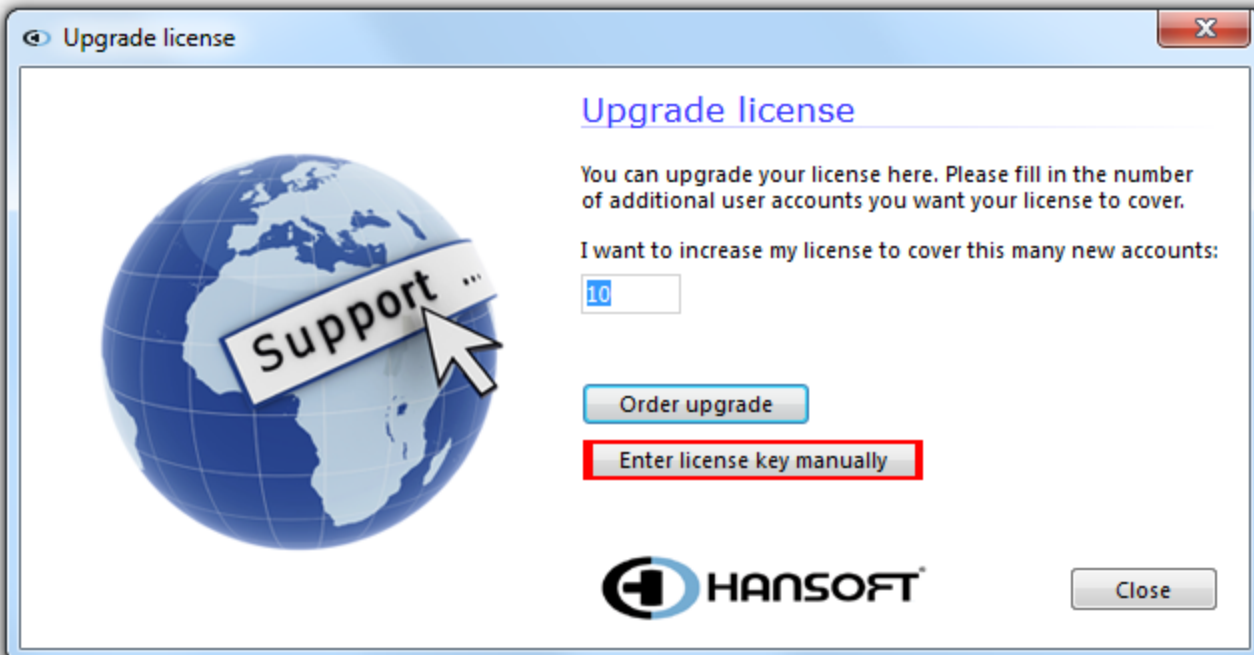 Upgrade license
Upgrade license
You can upgrade your license here. Please fill in the number
of additional user accounts you want your license to cover.
I want to increase my license to cover this many new accounts:
10
Support ...
Order upgrade
Enter license key manually
HANSOFT
Close